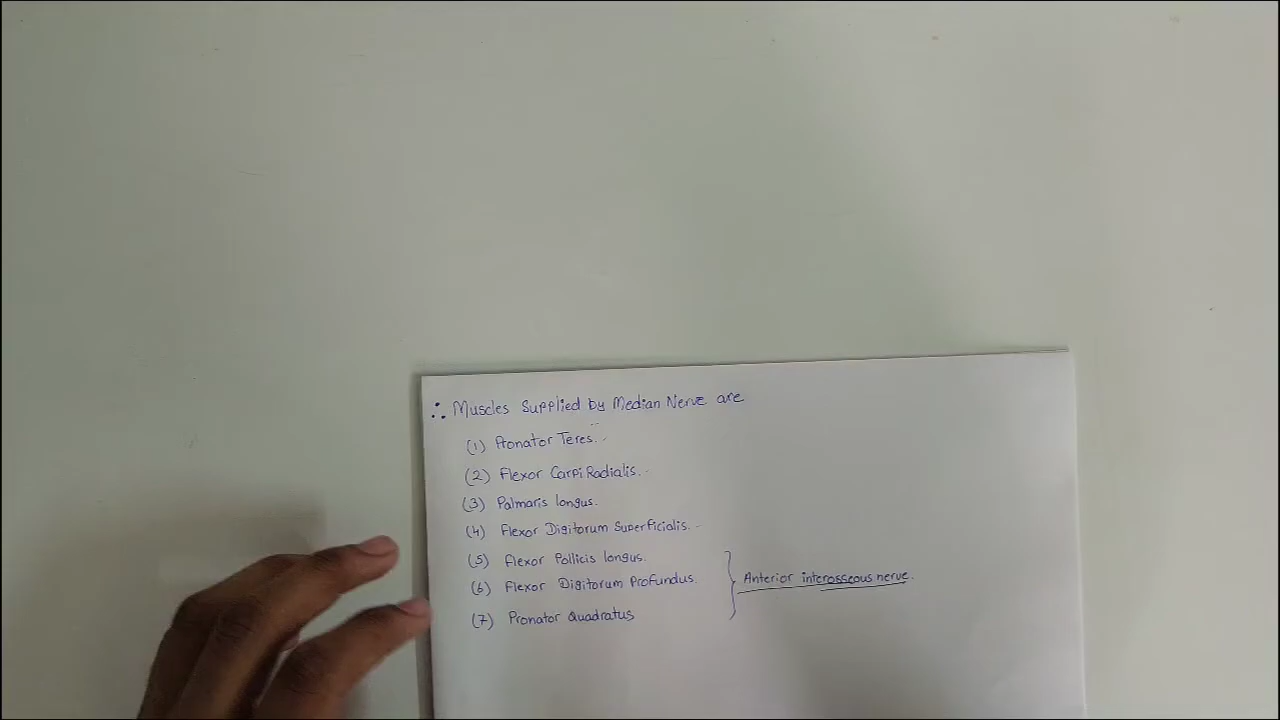 ∴ Muscles Supplied by Median Nerve are
(1) Pronator Teres.
(2) Flexor Carpi Radialis.
(3) Palmaris longus.
(4) Flexor Digitorum Superficialis.
(5) Flexor Pollicis longus.
(6) Flexor Digitorum Profundus.
(7) Pronator Quadratus
Anterior interosseous nerve.